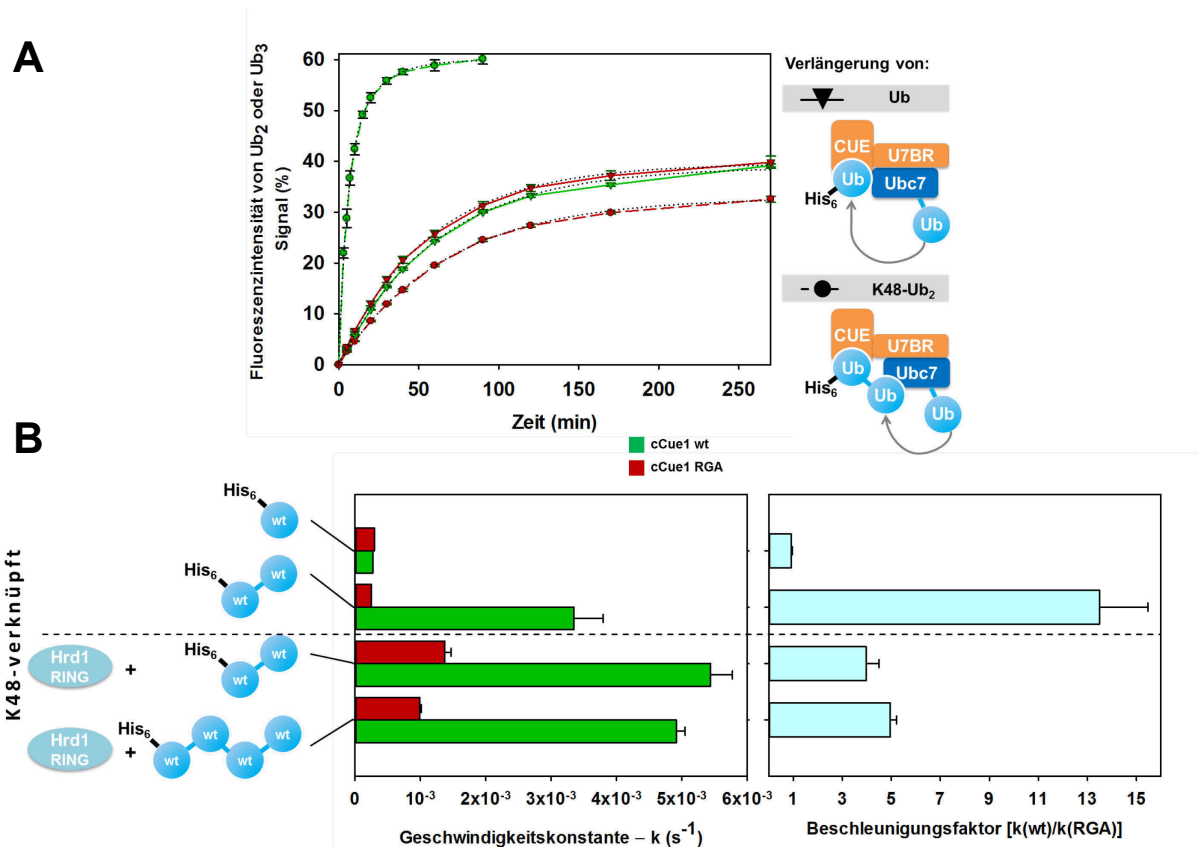 A
Fluoreszenzintensität von Ub2 oder Ub3
Signal (%)
60
50
40
30
20
10
0
0 50 100 150 200 250
Zeit (min)
Verlängerung von:
Ub
CUE
U7BR
Ub
Ubc7
His6
Ub
K48-Ub2
CUE
U7BR
Ub
Ubc7
His6
Ub
Ub
B
cCue1 wt
cCue1 RGA
K48-verknüpft
His6
wt
His6
wt
wt
Hrd1
RING
+
His6
wt
wt
Hrd1
RING
+
His6
wt
wt
wt
wt
0 10-3 2x10-3 3x10-3 4x10-3 5x10-3 6x10-3
Geschwindigkeitskonstante – k (s-1)
1 3 5 7 9 11 13 15
Beschleunigungsfaktor [k(wt)/k(RGA)]